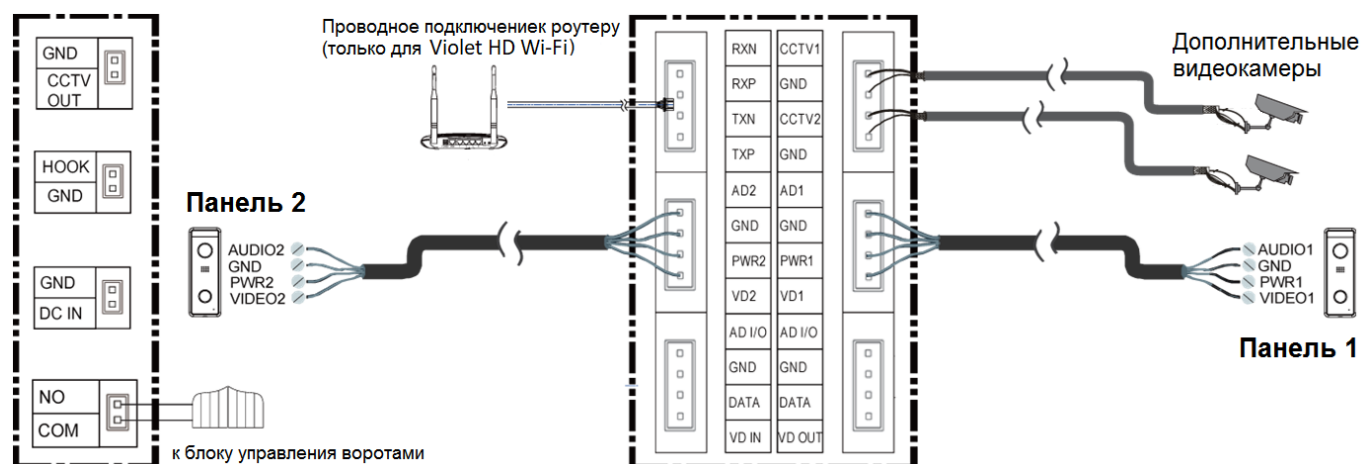 GND
CCTV
OUT
HOOK
GND
GND
DC IN
NO
COM
к блоку управления воротами
Панель 2
AUDIO2
GND
PWR2
VIDEO2
Проводное подключениек роутеру
(только для Violet HD Wi-Fi)
RXN CCTV1
RXP GND
TXN CCTV2
TXP GND
AD2 AD1
GND GND
PWR2 PWR1
VD2 VD1
AD I/O AD I/O
GND GND
DATA DATA
VD IN VD OUT
Дополнительные
видеокамеры
AUDIO1
GND
PWR1
VIDEO1
Панель 1